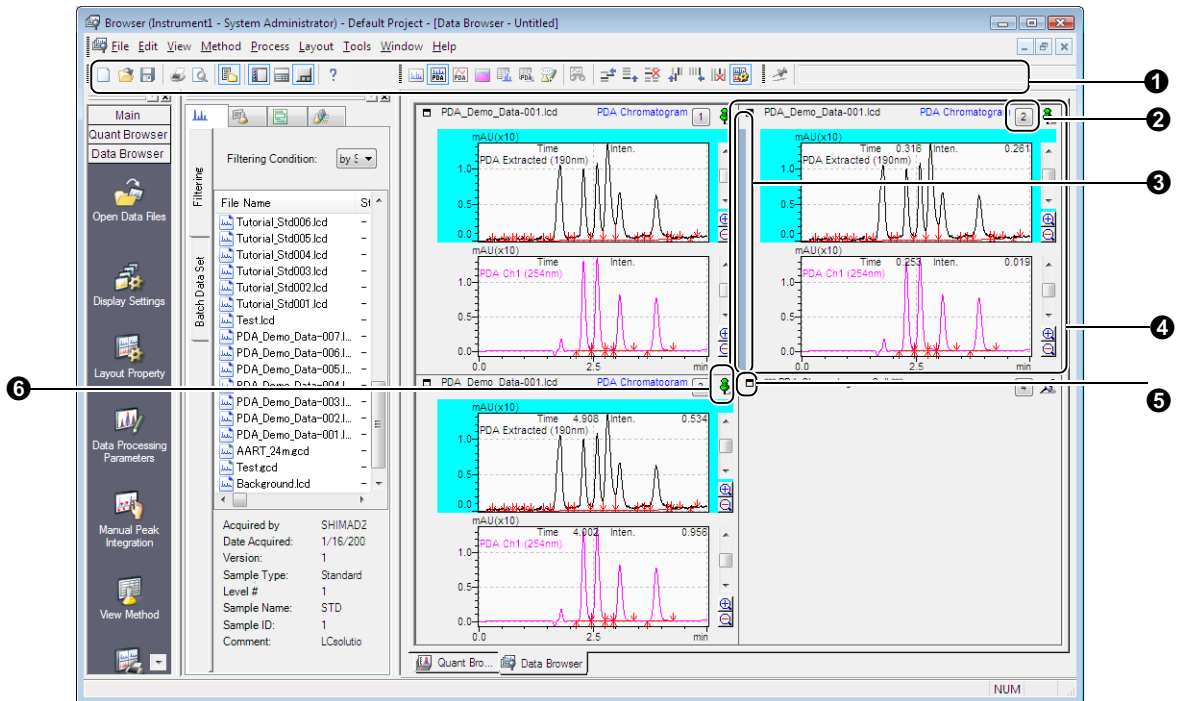 Browser (Instrument1 - System Administrator) - Default Project - [Data Browser - Untitled]
File Edit View Method Process Layout Tools Window Help
1
Main
Quant Browser
Data Browser
Open Data Files
Display Settings
Layout Property
Data Processing Parameters
Manual Peak Integration
View Method
Filtering
Batch Data Set
Filtering Condition: by S
File Name St
Tutorial_Std006.lcd -
Tutorial_Std005.lcd -
Tutorial_Std004.lcd -
Tutorial_Std003.lcd -
Tutorial_Std002.lcd -
Tutorial_Std001.lcd -
Test.lcd -
PDA_Demo_Data-007.l... -
PDA_Demo_Data-006.l... -
PDA_Demo_Data-005.l... -
PDA_Demo_Data-004.l... -
PDA_Demo_Data-003.l... -
PDA_Demo_Data-002.l... -
PDA_Demo_Data-001.l... -
AART_24m.gcd -
Test.gcd -
Background.lcd -
Acquired by SHIMADZ
Date Acquired: 1/16/200
Version: 1
Sample Type: Standard
Level # 1
Sample Name: STD
Sample ID: 1
Comment: LCsolutio
PDA_Demo_Data-001.lcd PDA Chromatogram 1
mAU(x10)
Time 2.5 Inten.
PDA Extracted (190nm)
1.0
0.5
0.0
mAU(x10)
Time Inten.
PDA Ch1 (254nm)
1.0
0.5
0.0
0.0 2.5 min
PDA_Demo_Data-001.lcd PDA Chromatogram 2
mAU(x10)
Time 0.316 Inten. 0.261
PDA Extracted (190nm)
1.0
0.5
0.0
mAU(x10)
Time 0.253 Inten. 0.019
PDA Ch1 (254nm)
1.0
0.5
0.0
0.0 2.5 min
PDA_Demo_Data-001.lcd PDA Chromatogram 3
mAU(x10)
Time 4.908 Inten. 0.534
PDA Extracted (190nm)
1.0
0.5
0.0
mAU(x10)
Time 4.002 Inten. 0.956
PDA Ch1 (254nm)
1.0
0.5
0.0
0.0 2.5 min
PDA Chromatogram Cell 4
2
3
4
5
6
Quant Bro... Data Browser
NUM